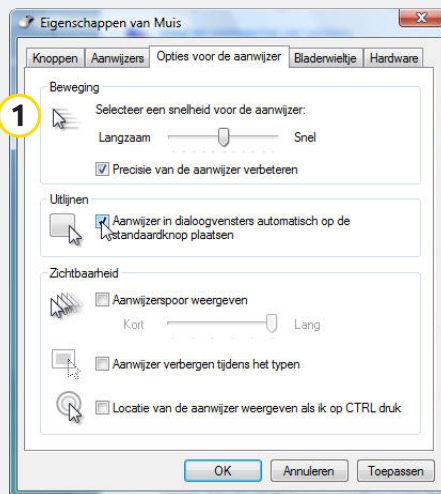 Eigenschappen van Muis
Knoppen
Aanwijzers
Opties voor de aanwijzer
Bladerwieltje
Hardware
Beweging
1
Selecteer een snelheid voor de aanwijzer:
Langzaam
Snel
Precisie van de aanwijzer verbeteren
Uitlijnen
Aanwijzer in dialoogvensters automatisch op de
standaardknop plaatsen
Zichtbaarheid
Aanwijzerspoor weergeven
Kort
Lang
Aanwijzer verbergen tijdens het typen
Locatie van de aanwijzer weergeven als ik op CTRL druk
OK
Annuleren
Toepassen